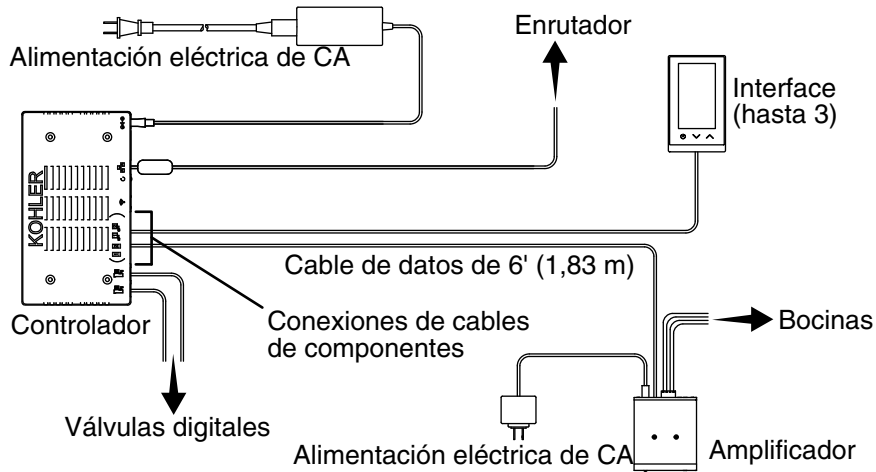 Enrutador
Alimentación eléctrica de CA
Interface
(hasta 3)
KOHLER
Cable de datos de 6' (1,83 m)
Controlador
Conexiones de cables
de componentes
Bocinas
Válvulas digitales
Alimentación eléctrica de CA
Amplificador